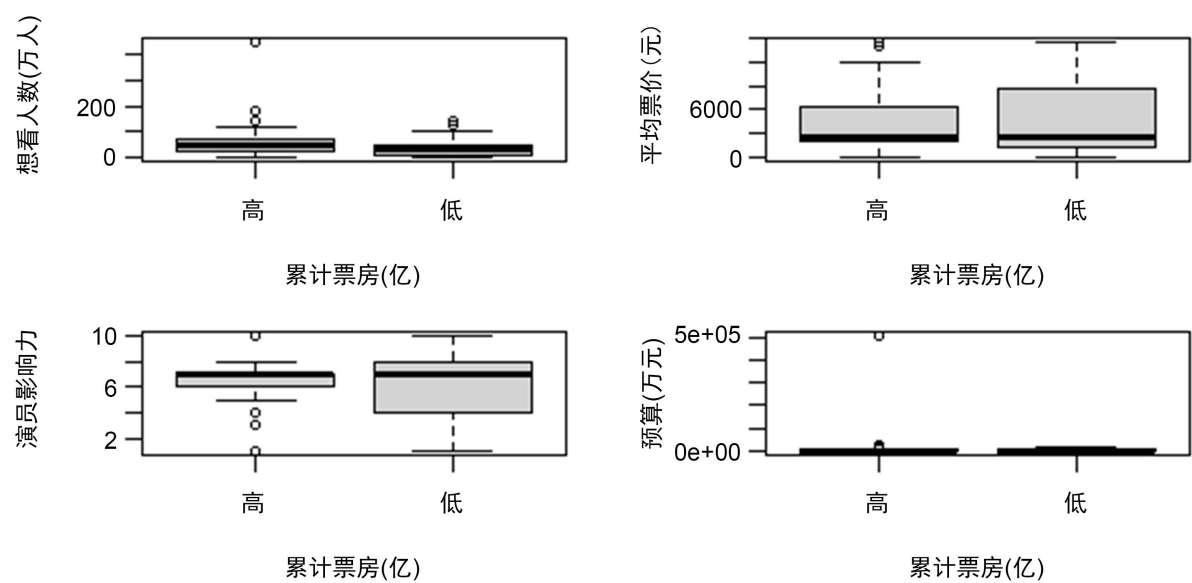 想看人数(万人)
200
0
高
低
累计票房(亿)
平均票价(元)
6000
0
高
低
累计票房(亿)
演员影响力
10
6
2
高
低
累计票房(亿)
预算(万元)
5e+05
0e+00
高
低
累计票房(亿)